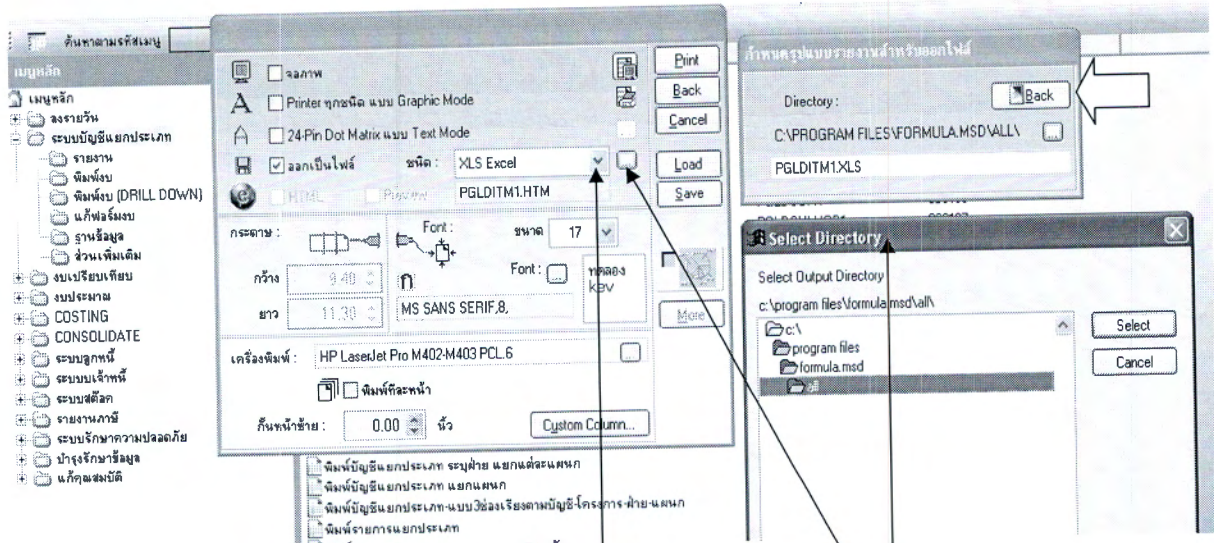 ค้นหาตามรหัสเมนู
เมนูหลัก
เมนูหลัก
ลงรายวัน
ระบบบัญชีแยกประเภท
รายงาน
พิมพ์งบ
พิมพ์งบ (DRILL DOWN)
แก้ฟอร์มงบ
ฐานข้อมูล
ส่วนเพิ่มเติม
งบเปรียบเทียบ
งบประมาณ
COSTING
CONSOLIDATE
ระบบลูกหนี้
ระบบเจ้าหนี้
ระบบสต๊อค
รายงานภาษี
ระบบรักษาความปลอดภัย
บำรุงรักษาข้อมูล
แก้คุณสมบัติ
จอภาพ
Printer ทุกชนิด แบบ Graphic Mode
24-Pin Dot Matrix แบบ Text Mode
ออกเป็นไฟล์ ชนิด : XLS Excel
HTML Preview PGLDITM1.HTM
Print
Back
Cancel
Load
Save
กระดาษ : Font : ขนาด 17
กว้าง 9.40 Font : ... ทดลอง
ยาว 11.30 MS SANS SERIF,8,
More
เครื่องพิมพ์ : HP LaserJet Pro M402-M403 PCL.6 ...
พิมพ์ทีละหน้า
กั้นหน้าซ้าย : 0.00 นิ้ว Custom Column...
พิมพ์บัญชีแยกประเภท ระบุฝ่าย แยกแต่ละแผนก
พิมพ์บัญชีแยกประเภท แยกแผนก
พิมพ์บัญชีแยกประเภท-แบบ3ช่องเรียงตามบัญชี-โครงการ-ฝ่าย-แผนก
พิมพ์รายการแยกประเภท
กำหนดรูปแบบรายงานสำหรับออกไฟล์
Directory : Back
C:\PROGRAM FILES\FORMULA.MSD\ALL\ ...
PGLDITM1.XLS
Select Directory
Select Output Directory
c:\program files\formula.msd\all\
c:\
program files
formula.msd
all
Select
Cancel